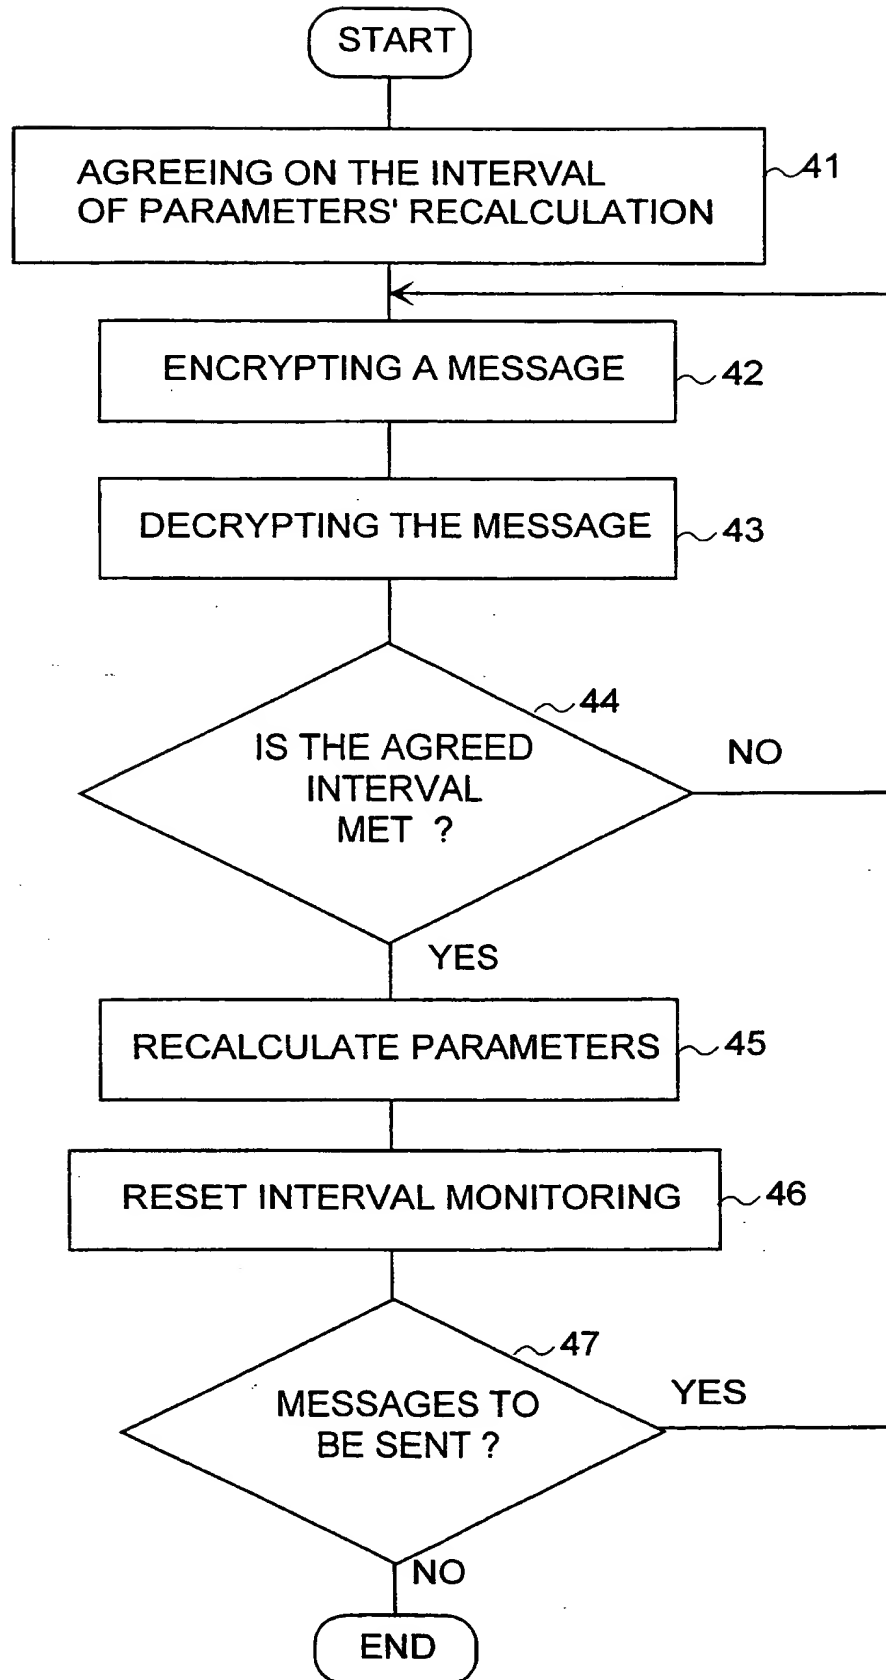 START
AGREEING ON THE INTERVAL
OF PARAMETERS' RECALCULATION
41
ENCRYPTING A MESSAGE
42
DECRYPTING THE MESSAGE
43
44
IS THE AGREED
INTERVAL
MET ?
NO
YES
RECALCULATE PARAMETERS
45
RESET INTERVAL MONITORING
46
47
MESSAGES TO
BE SENT ?
YES
NO
END